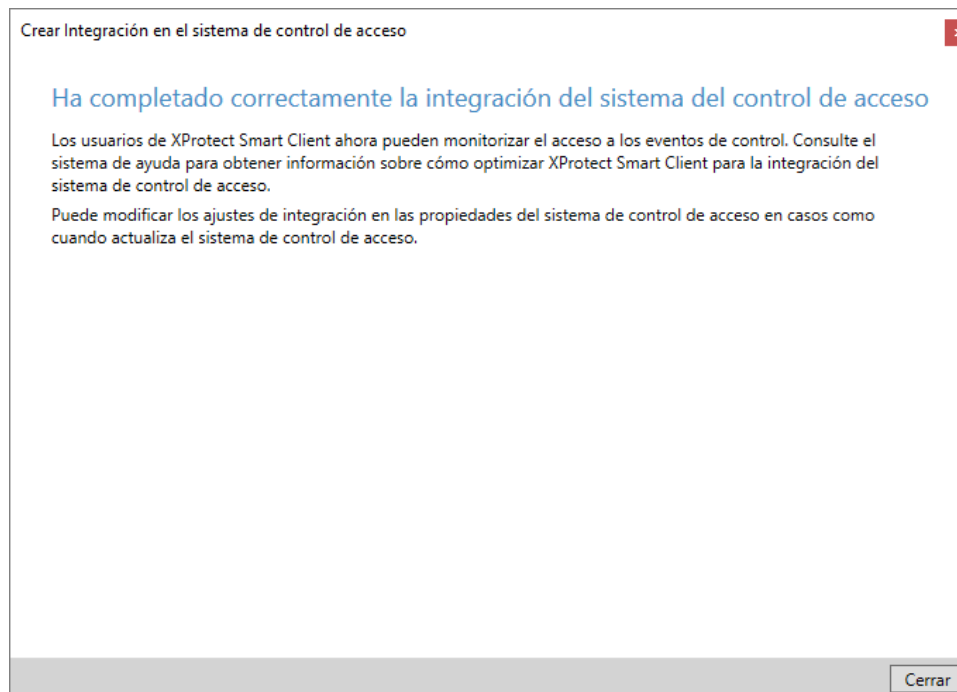 Crear Integración en el sistema de control de acceso
Ha completado correctamente la integración del sistema del control de acceso
Los usuarios de XProtect Smart Client ahora pueden monitorizar el acceso a los eventos de control. Consulte el
sistema de ayuda para obtener información sobre cómo optimizar XProtect Smart Client para la integración del
sistema de control de acceso.
Puede modificar los ajustes de integración en las propiedades del sistema de control de acceso en casos como
cuando actualiza el sistema de control de acceso.
Cerrar